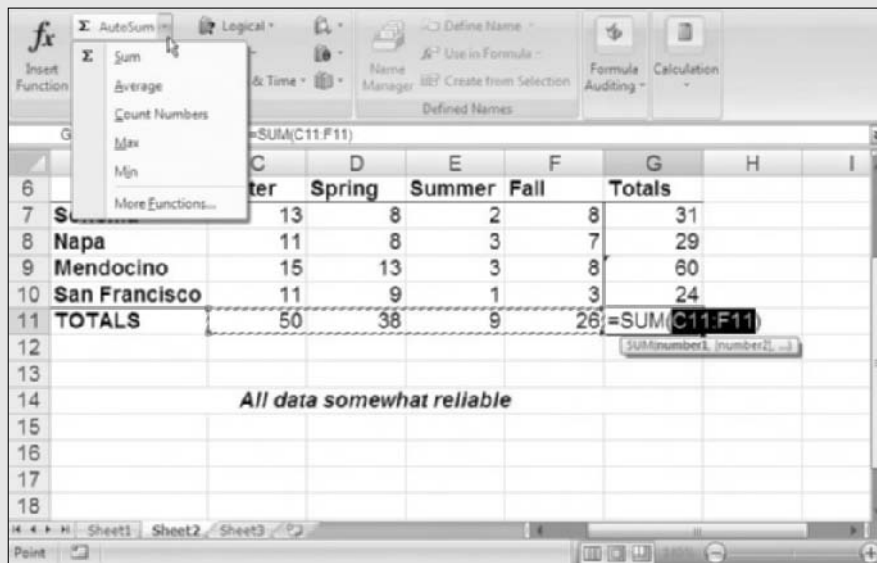 fx
Insert Function
Σ AutoSum
Logical
& Time
Name Manager
Define Name
Use in Formula
Create from Selection
Defined Names
Formula Auditing
Calculation
Σ Sum
Average
Count Numbers
Max
Min
More Functions...
G
=SUM(C11:F11)
C D E F G H I
6 ter Spring Summer Fall Totals
7 13 8 2 8 31
8 Napa 11 8 3 7 29
9 Mendocino 15 13 3 8 60
10 San Francisco 11 9 1 3 24
11 TOTALS 50 38 9 26 =SUM(C11:F11)
SUM(number1, [number2], ...)
12
13
14 All data somewhat reliable
15
16
17
18
Sheet1 Sheet2 Sheet3
Point